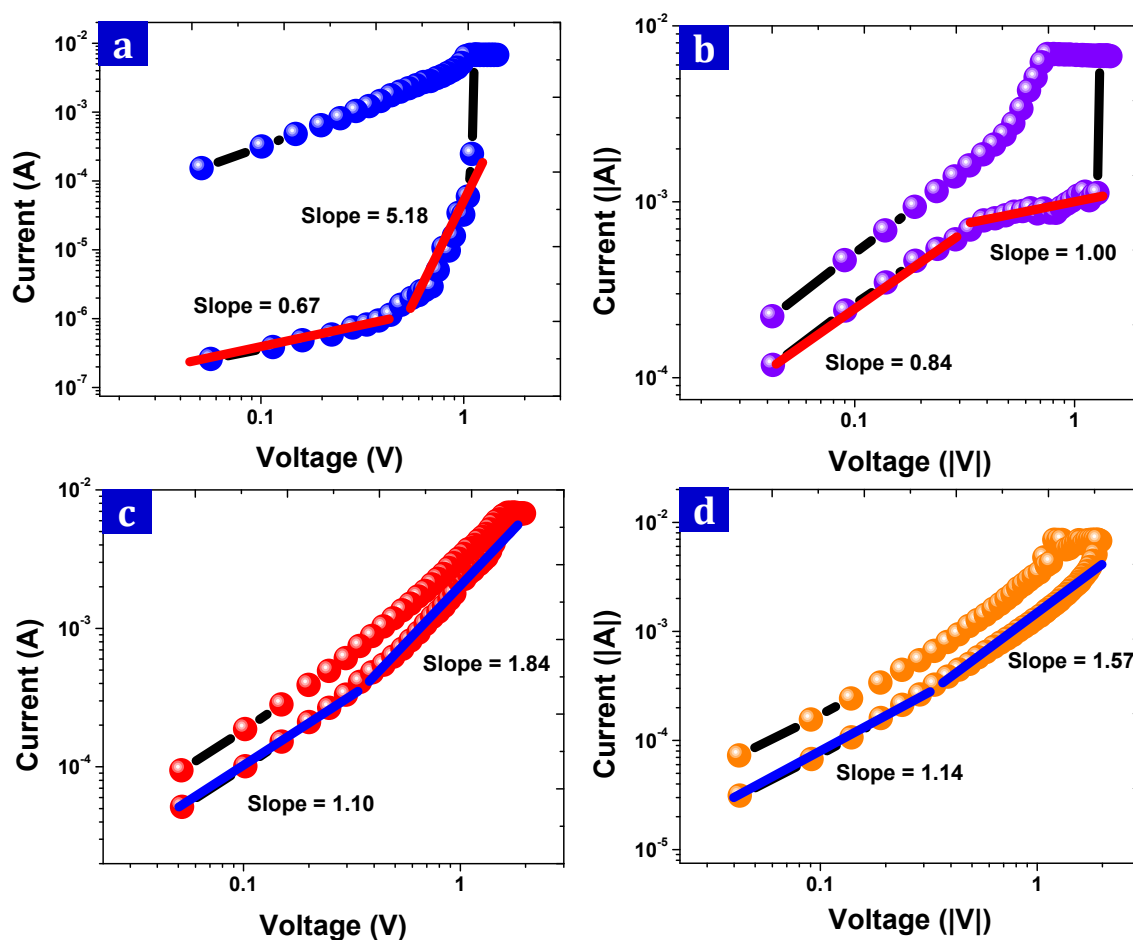 a
Current (A)
10⁻²
10⁻³
10⁻⁴
10⁻⁵
10⁻⁶
10⁻⁷
Slope = 5.18
Slope = 0.67
0.1
1
Voltage (V)
b
Current (|A|)
10⁻²
10⁻³
10⁻⁴
Slope = 1.00
Slope = 0.84
0.1
1
Voltage (|V|)
c
Current (A)
10⁻²
10⁻³
10⁻⁴
Slope = 1.84
Slope = 1.10
0.1
1
Voltage (V)
d
Current (|A|)
10⁻²
10⁻³
10⁻⁴
10⁻⁵
Slope = 1.57
Slope = 1.14
0.1
1
Voltage (|V|)